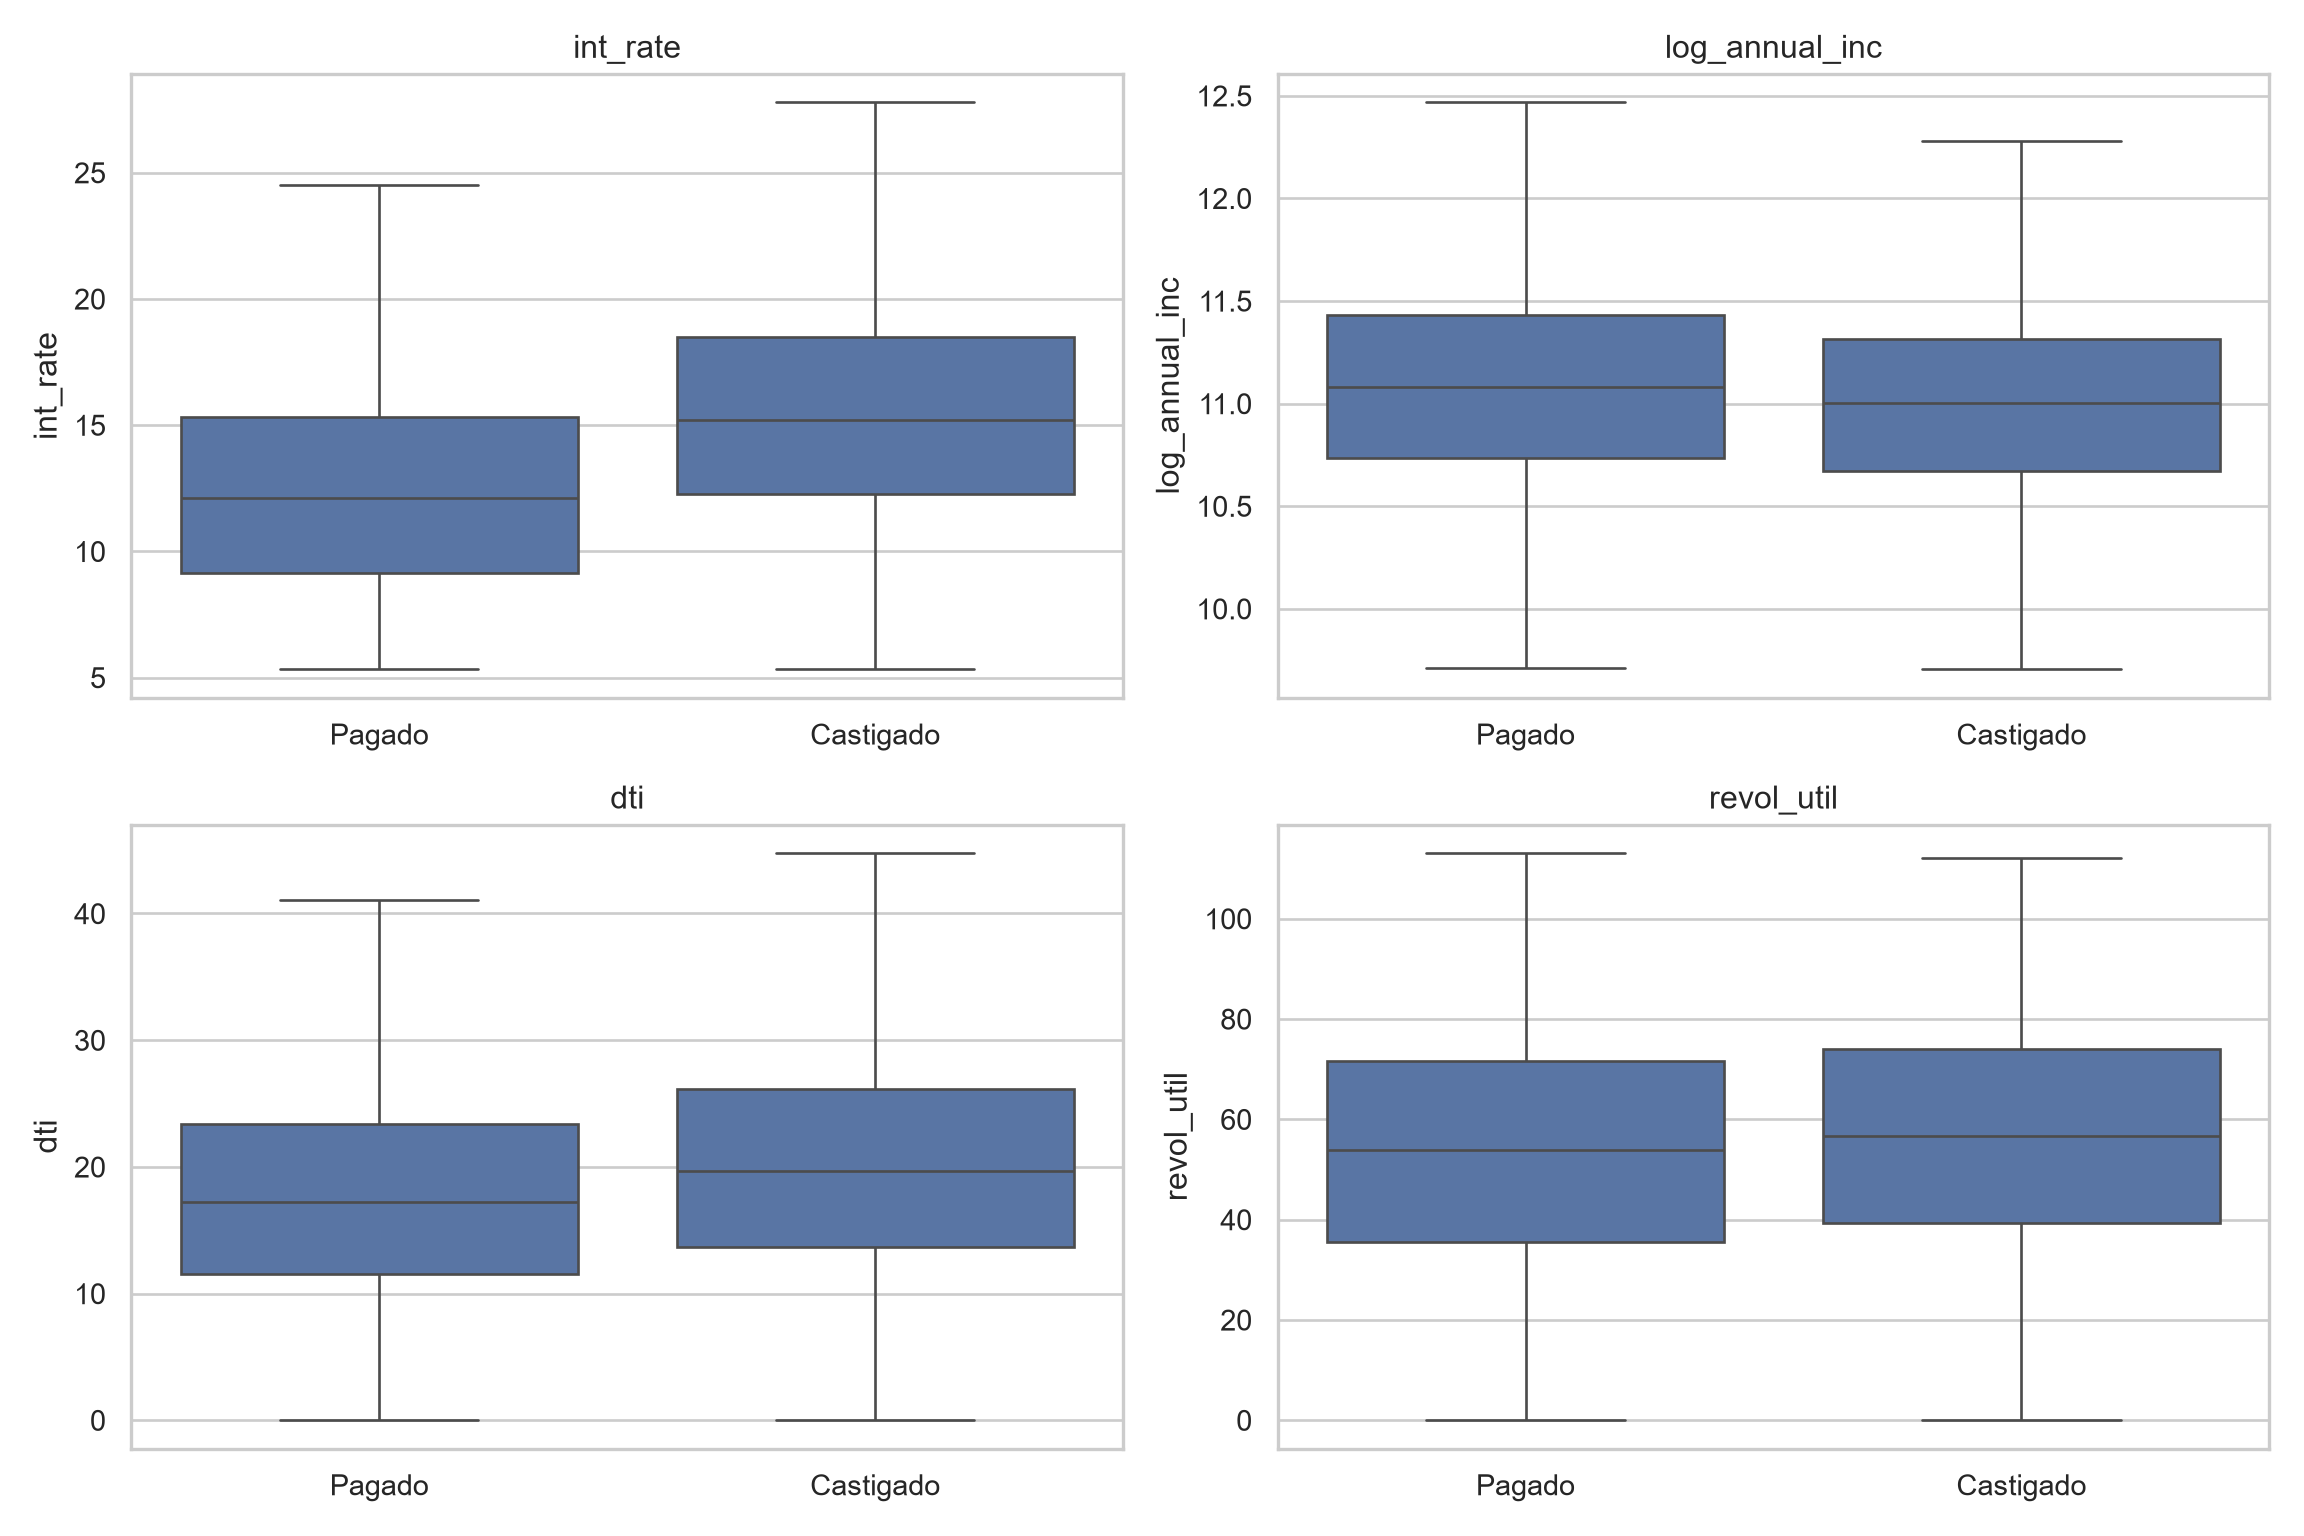 int_rate
int_rate
25
20
15
10
5
Pagado
Castigado
log_annual_inc
log_annual_inc
12.5
12.0
11.5
11.0
10.5
10.0
Pagado
Castigado
dti
dti
40
30
20
10
0
Pagado
Castigado
revol_util
revol_util
100
80
60
40
20
0
Pagado
Castigado